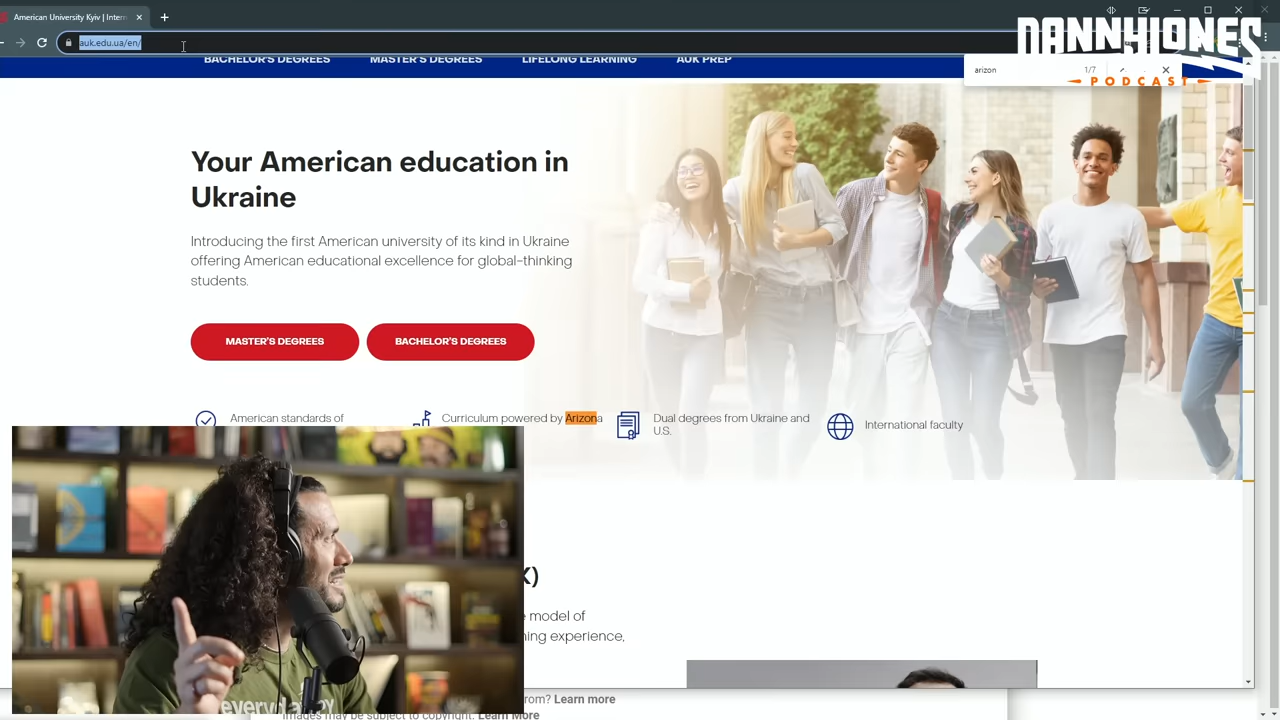 American University Kyiv | Intern
auk.edu.ua/en/
DANNY JONES
PODCAST
arizon
1/7
BACHELOR'S DEGREES
MASTER'S DEGREES
LIFELONG LEARNING
AUK PREP
Your American education in
Ukraine
Introducing the first American university of its kind in Ukraine
offering American educational excellence for global-thinking
students.
MASTER'S DEGREES
BACHELOR'S DEGREES
American standards of
Curriculum powered by Arizona
Dual degrees from Ukraine and
U.S.
International faculty
K)
model of
ning experience,
everyday
rom? Learn more
Images may be subject to copyright. Learn More